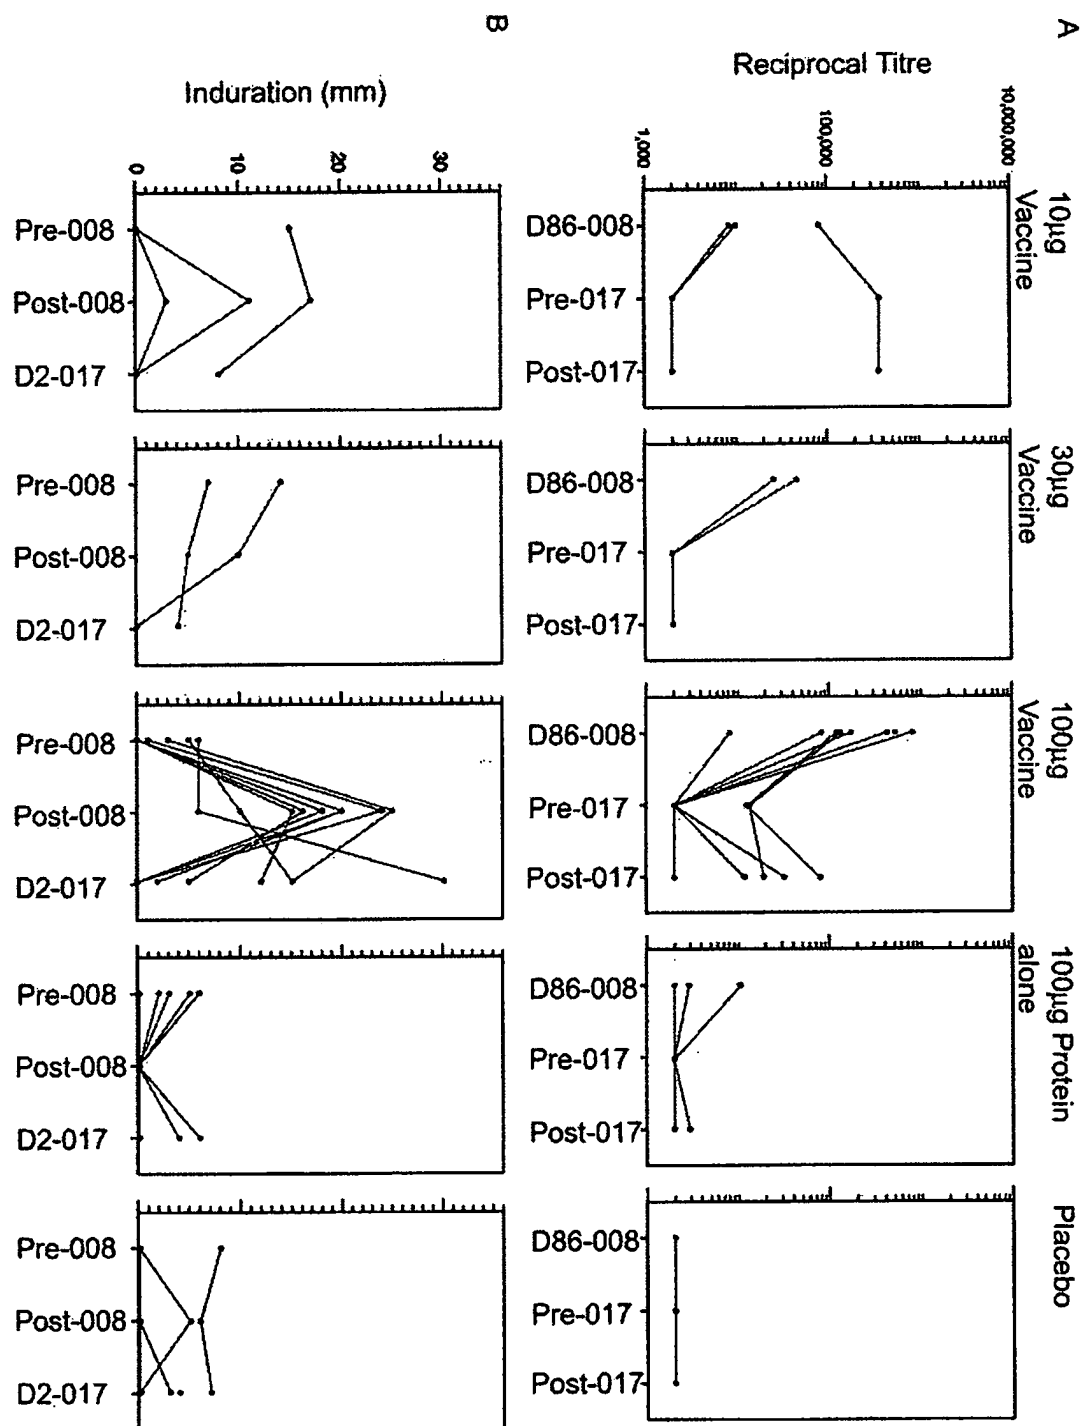 A
Reciprocal Titre
10,000,000
100,000
1,000
10µg
Vaccine
D86-008
Pre-017
Post-017
30µg
Vaccine
D86-008
Pre-017
Post-017
100µg
Vaccine
D86-008
Pre-017
Post-017
100µg Protein
alone
D86-008
Pre-017
Post-017
Placebo
D86-008
Pre-017
Post-017
B
Induration (mm)
30
20
10
0
Pre-008
Post-008
D2-017
Pre-008
Post-008
D2-017
Pre-008
Post-008
D2-017
Pre-008
Post-008
D2-017
Pre-008
Post-008
D2-017